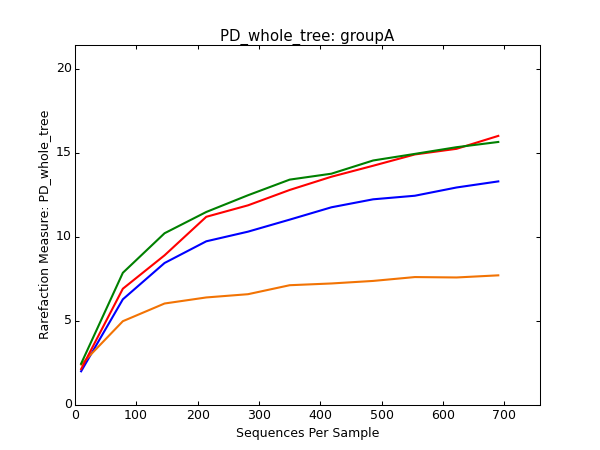 PD_whole_tree: groupA
20
15
10
5
0
Rarefaction Measure: PD_whole_tree
0 100 200 300 400 500 600 700
Sequences Per Sample